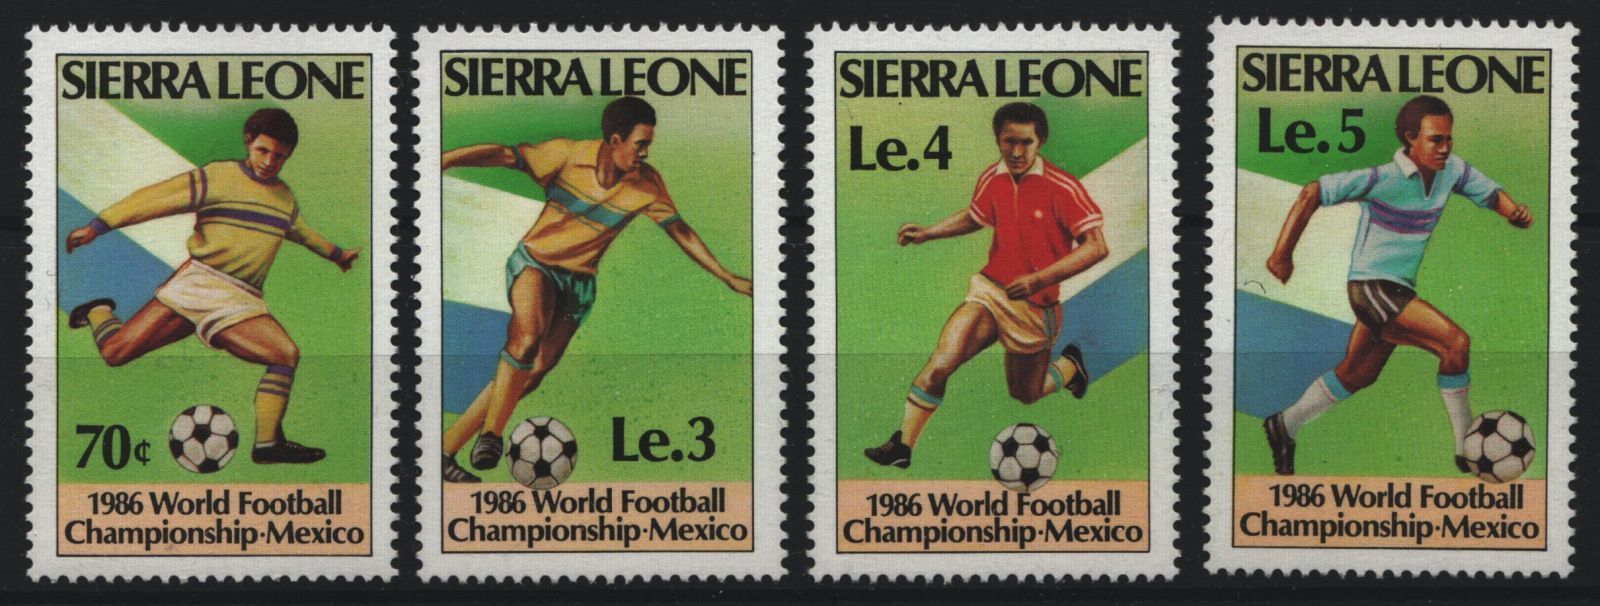 SIERRA LEONE
70¢
1986 World Football
Championship·Mexico
SIERRA LEONE
Le.3
1986 World Football
Championship·Mexico
SIERRA LEONE
Le.4
1986 World Football
Championship·Mexico
SIERRA LEONE
Le.5
1986 World Football
Championship·Mexico